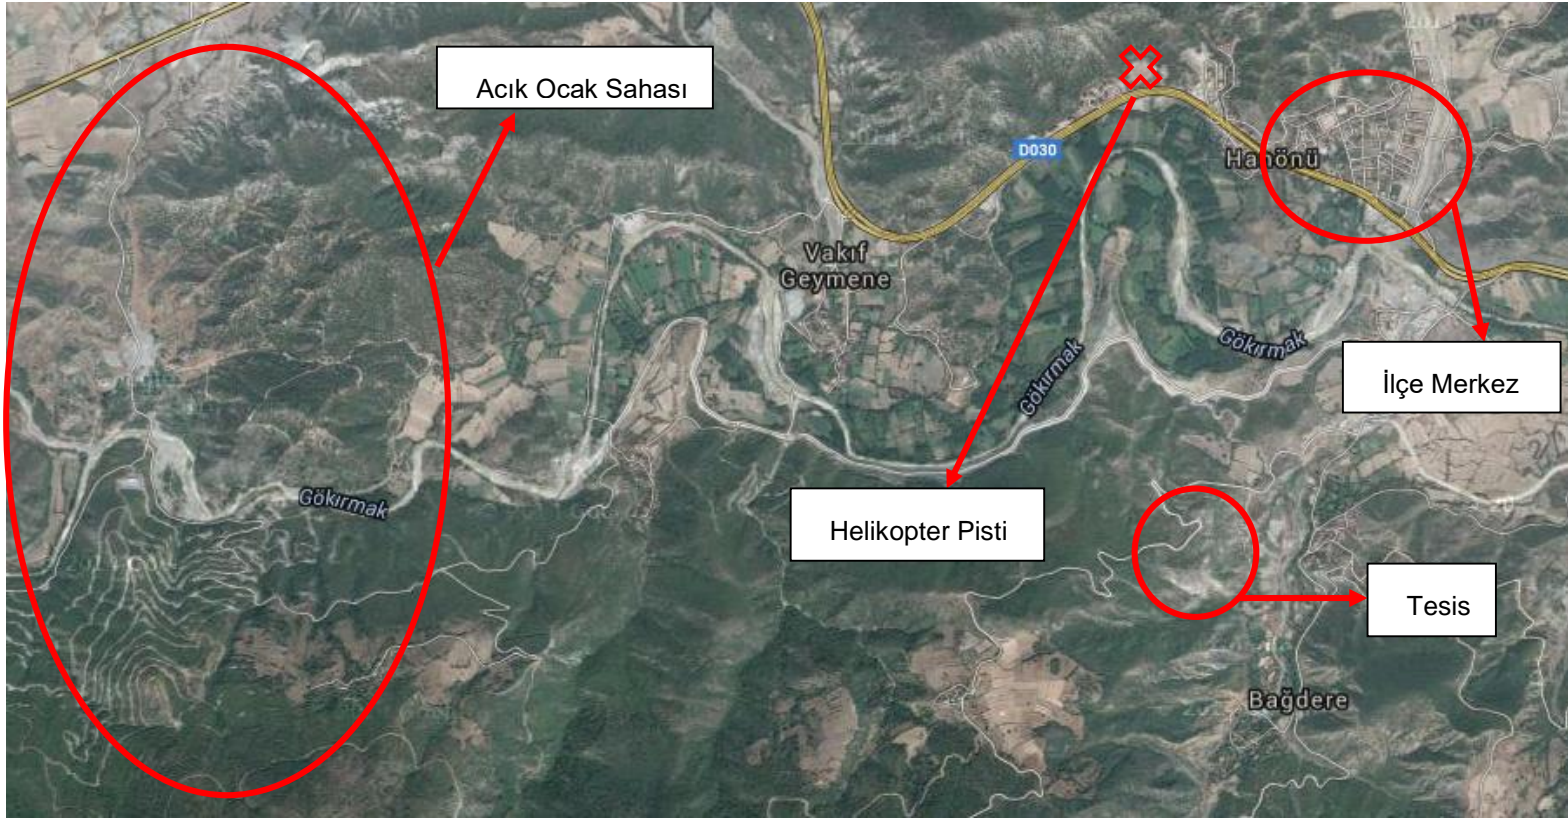 Acık Ocak Sahası
D030
Hanönü
Vakıf
Geymene
Gökırmak
Gökırmak
İlçe Merkez
Gökırmak
Helikopter Pisti
Tesis
Bağdere